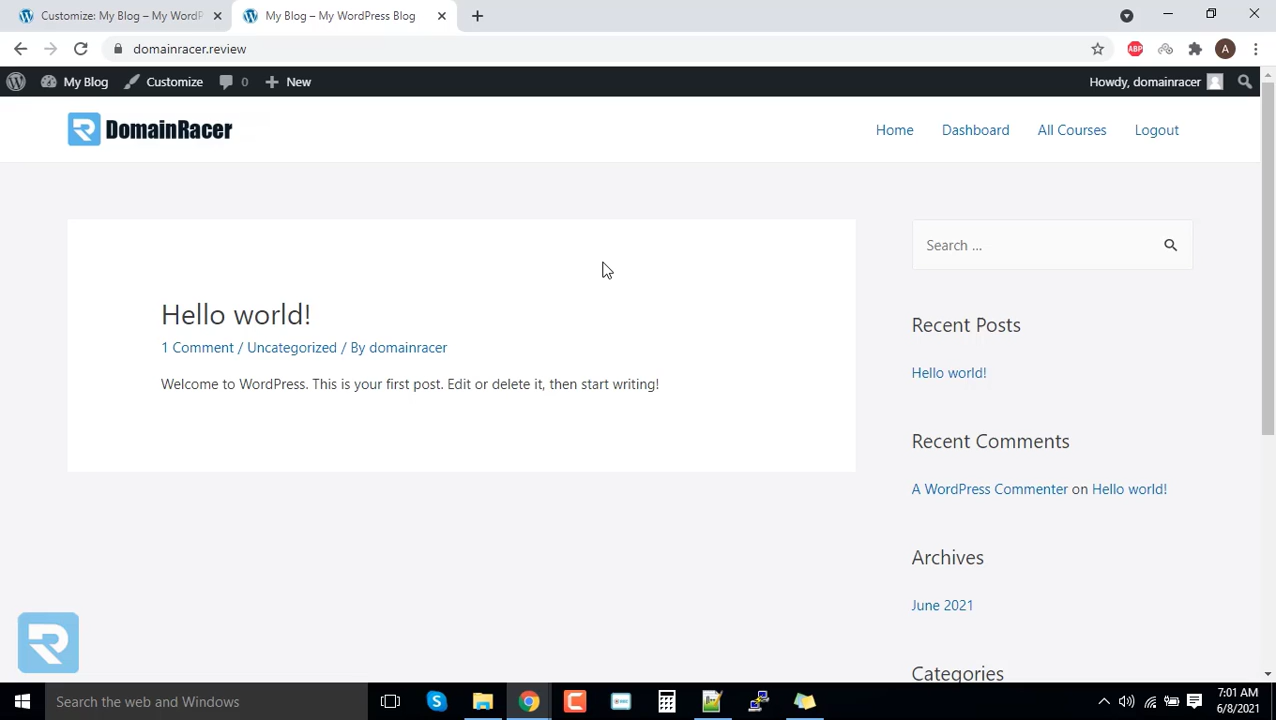 Customize: My Blog – My WordP
My Blog – My WordPress Blog
domainracer.review
ABP
A
My Blog
Customize
0
New
Howdy, domainracer
DomainRacer
Home
Dashboard
All Courses
Logout
Search ...
Hello world!
1 Comment / Uncategorized / By domainracer
Welcome to WordPress. This is your first post. Edit or delete it, then start writing!
Recent Posts
Hello world!
Recent Comments
A WordPress Commenter on Hello world!
Archives
June 2021
Categories
Search the web and Windows
7:01 AM
6/8/2021